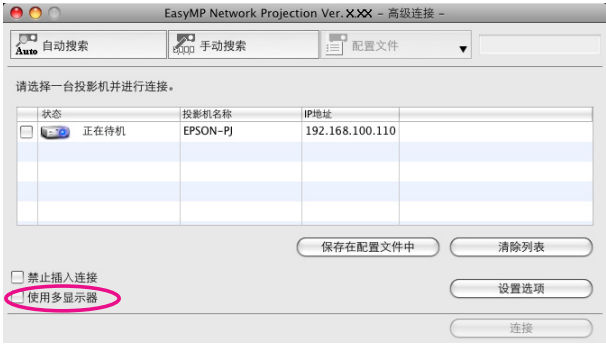 EasyMP Network Projection Ver. X.XX – 高级连接 –
Auto 自动搜索 手动搜索 配置文件
请选择一台投影机并进行连接。
状态 投影机名称 IP地址
正在待机 EPSON-PJ 192.168.100.110
保存在配置文件中 清除列表
禁止插入连接
使用多显示器 设置选项
连接